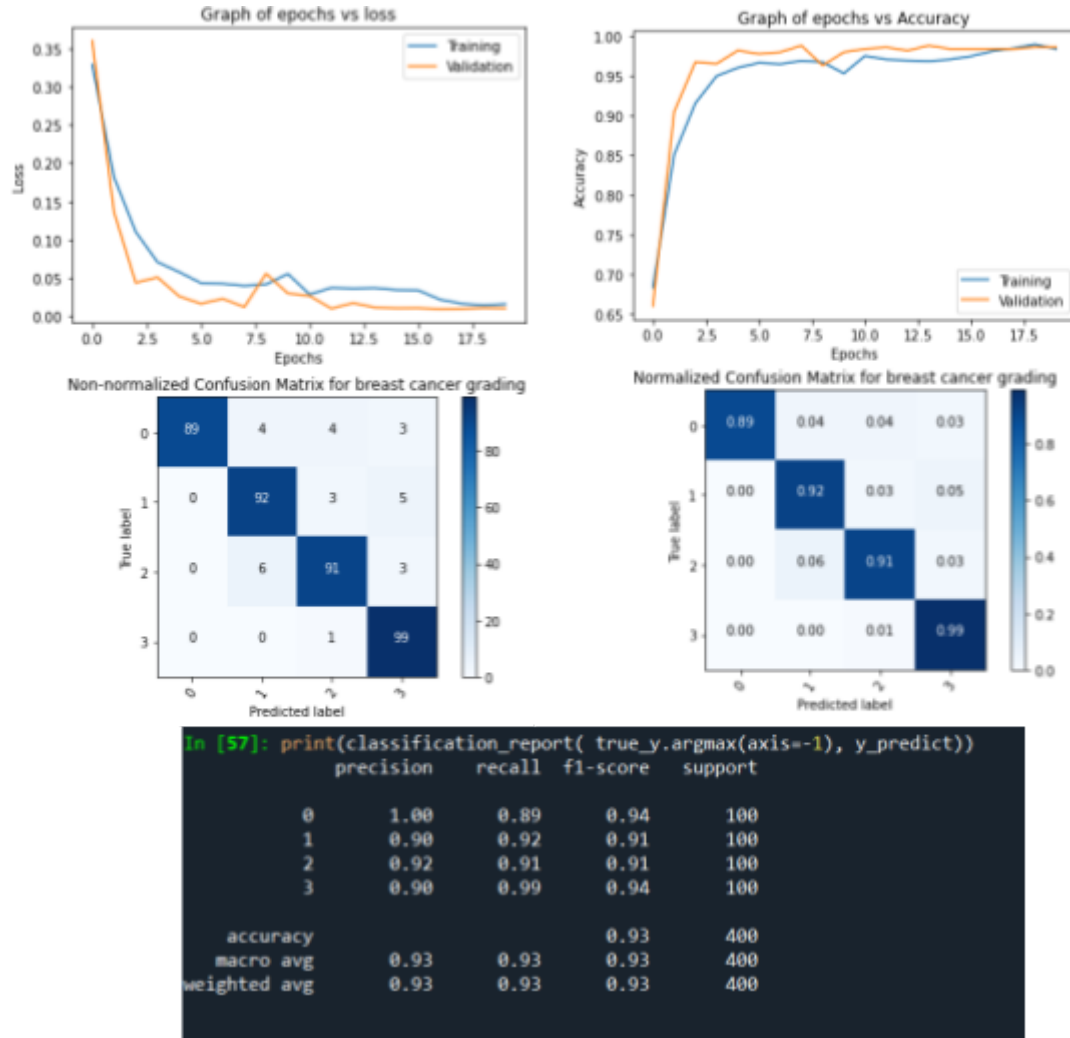 Graph of epochs vs loss
Training
Validation
0.35
0.30
0.25
0.20
0.15
0.10
0.05
0.00
Loss
0.0 2.5 5.0 7.5 10.0 12.5 15.0 17.5
Epochs
Graph of epochs vs Accuracy
1.00
0.95
0.90
0.85
0.80
0.75
0.70
0.65
Accuracy
Training
Validation
0.0 2.5 5.0 7.5 10.0 12.5 15.0 17.5
Epochs
Non-normalized Confusion Matrix for breast cancer grading
0 89 4 4 3
1 0 92 3 5
2 0 6 91 3
3 0 0 1 99
True label
0 1 2 3
Predicted label
80
60
40
20
0
Normalized Confusion Matrix for breast cancer grading
0 0.89 0.04 0.04 0.03
1 0.00 0.92 0.03 0.05
2 0.00 0.06 0.91 0.03
3 0.00 0.00 0.01 0.99
True label
0 1 2 3
Predicted label
0.8
0.6
0.4
0.2
0.0
In [57]: print(classification_report( true_y.argmax(axis=-1), y_predict))
precision recall f1-score support
0 1.00 0.89 0.94 100
1 0.90 0.92 0.91 100
2 0.92 0.91 0.91 100
3 0.90 0.99 0.94 100
accuracy 0.93 400
macro avg 0.93 0.93 0.93 400
weighted avg 0.93 0.93 0.93 400